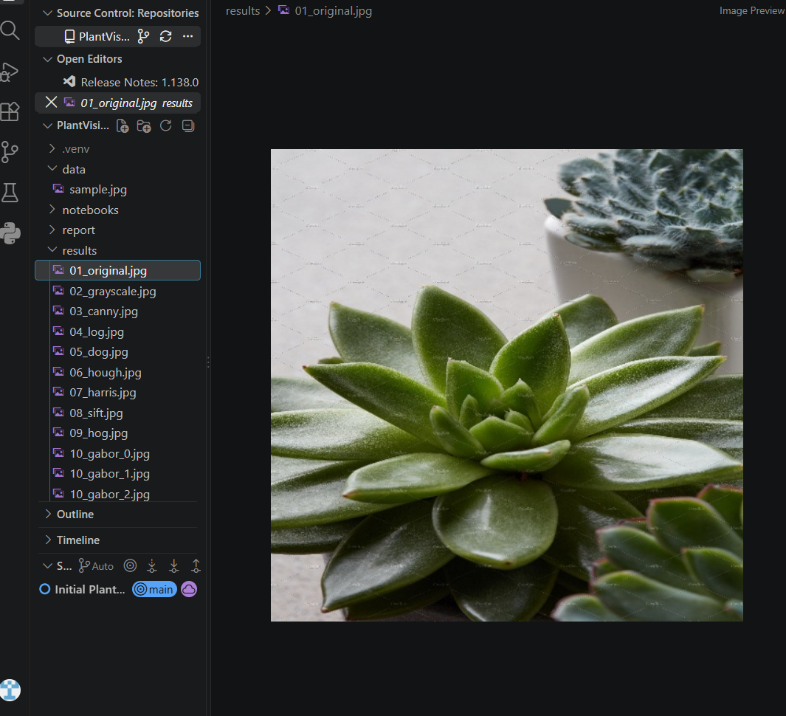 Source Control: Repositories
PlantVis...
Open Editors
Release Notes: 1.138.0
01_original.jpg results
PlantVisi...
.venv
data
sample.jpg
notebooks
report
results
01_original.jpg
02_grayscale.jpg
03_canny.jpg
04_log.jpg
05_dog.jpg
06_hough.jpg
07_harris.jpg
08_sift.jpg
09_hog.jpg
10_gabor_0.jpg
10_gabor_1.jpg
10_gabor_2.jpg
Outline
Timeline
S... Auto
Initial Plant... main
results > 01_original.jpg
Image Preview